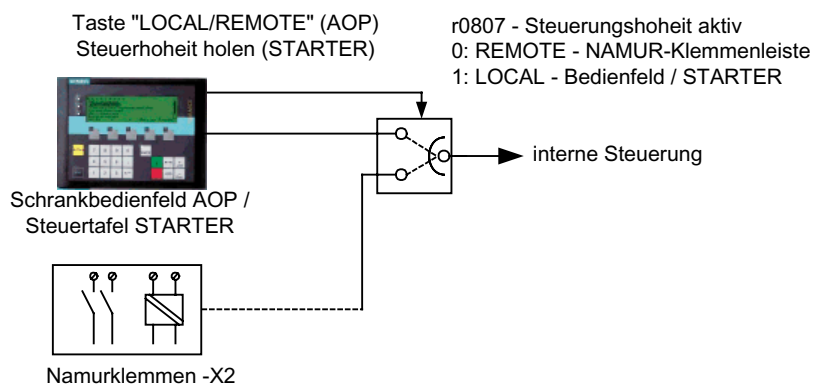 Taste "LOCAL/REMOTE" (AOP)
Steuerhoheit holen (STARTER)
r0807 - Steuerungshoheit aktiv
0: REMOTE - NAMUR-Klemmenleiste
1: LOCAL - Bedienfeld / STARTER
interne Steuerung
Schrankbedienfeld AOP /
Steuertafel STARTER
Namurklemmen -X2